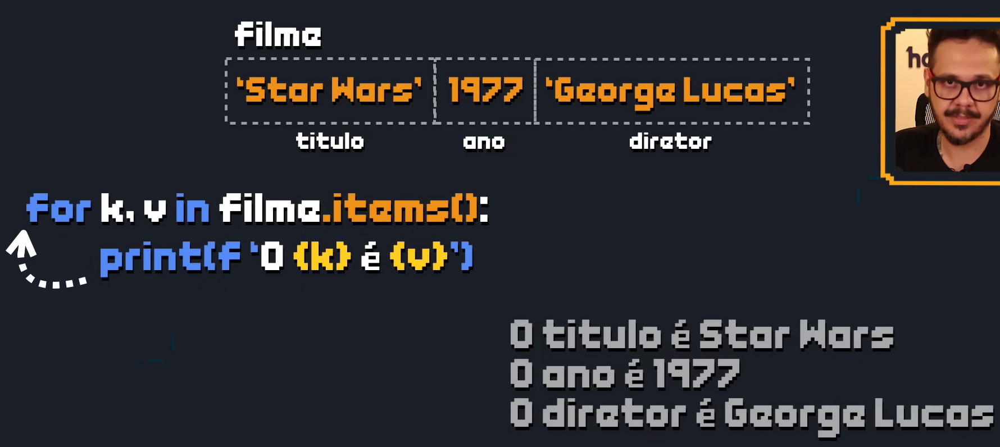 filme
‘Star Wars’ 1977 ‘George Lucas’
titulo ano diretor
for k, v in filme.items():
print(f ‘O {k} é {v}’)
O titulo é Star Wars
O ano é 1977
O diretor é George Lucas